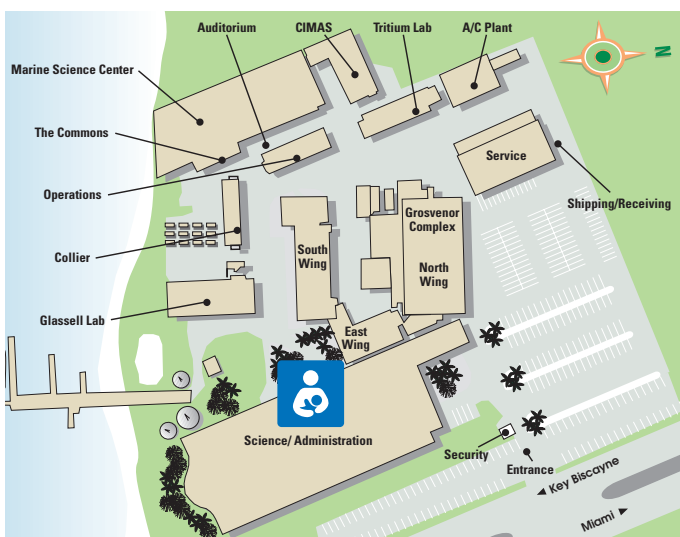 Auditorium
CIMAS
Tritium Lab
A/C Plant
N
Marine Science Center
The Commons
Service
Operations
Shipping/Receiving
Grosvenor
Complex
South
Wing
North
Wing
Collier
Glassell Lab
East
Wing
Science/ Administration
Security
Entrance
Key Biscayne
Miami